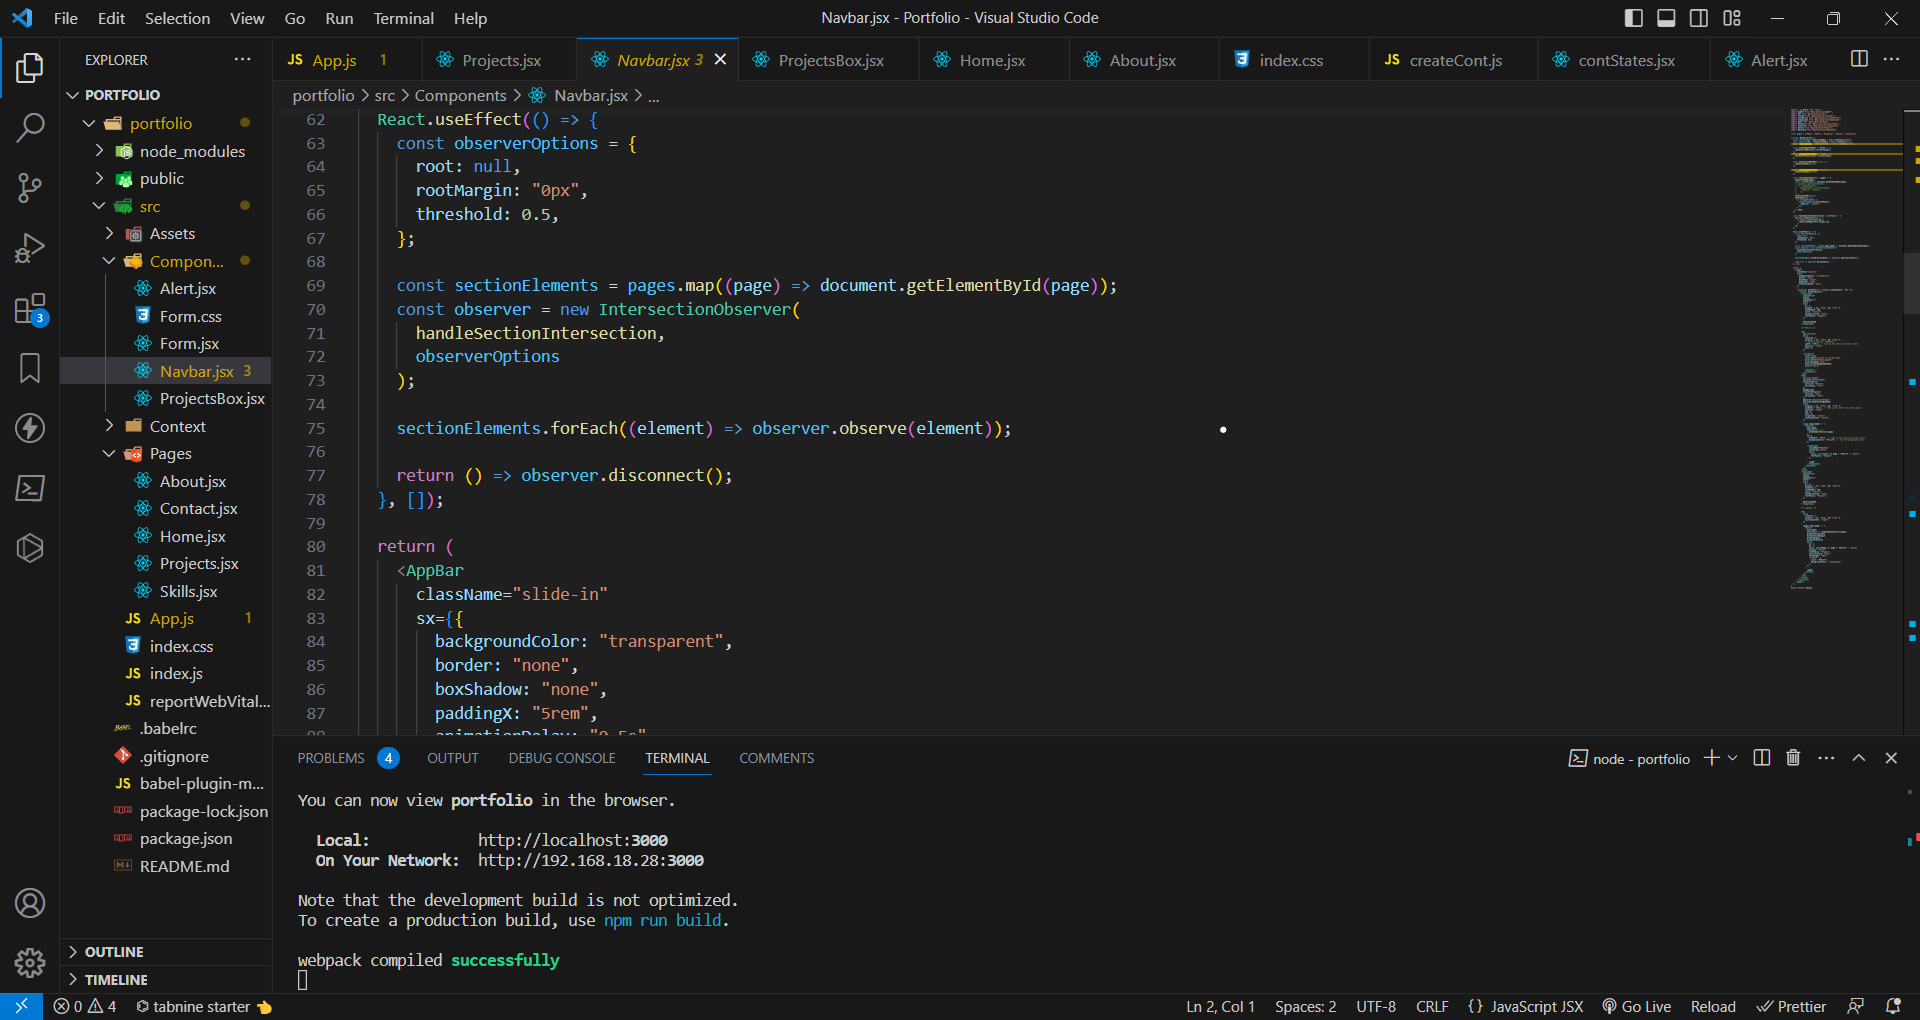 File Edit Selection View Go Run Terminal Help
Navbar.jsx - Portfolio - Visual Studio Code
EXPLORER
PORTFOLIO
portfolio
node_modules
public
src
Assets
Compon...
Alert.jsx
Form.css
Form.jsx
Navbar.jsx 3
ProjectsBox.jsx
Context
Pages
About.jsx
Contact.jsx
Home.jsx
Projects.jsx
Skills.jsx
JS App.js 1
index.css
JS index.js
JS reportWebVital...
BABEL .babelrc
.gitignore
JS babel-plugin-m...
package-lock.json
package.json
README.md
OUTLINE
TIMELINE
3
JS App.js 1 Projects.jsx Navbar.jsx 3 ProjectsBox.jsx Home.jsx About.jsx index.css JS createCont.js contStates.jsx Alert.jsx
portfolio > src > Components > Navbar.jsx > ...
62 React.useEffect(() => {
63 const observerOptions = {
64 root: null,
65 rootMargin: "0px",
66 threshold: 0.5,
67 };
68
69 const sectionElements = pages.map((page) => document.getElementById(page));
70 const observer = new IntersectionObserver(
71 handleSectionIntersection,
72 observerOptions
73 );
74
75 sectionElements.forEach((element) => observer.observe(element));
76
77 return () => observer.disconnect();
78 }, []);
79
80 return (
81 <AppBar
82 className="slide-in"
83 sx={{
84 backgroundColor: "transparent",
85 border: "none",
86 boxShadow: "none",
87 paddingX: "5rem",
88 animationDelay: "0.5s"
PROBLEMS 4 OUTPUT DEBUG CONSOLE TERMINAL COMMENTS
node - portfolio
You can now view portfolio in the browser.
Local: http://localhost:3000
On Your Network: http://192.168.18.28:3000
Note that the development build is not optimized.
To create a production build, use npm run build.
webpack compiled successfully
0 4 tabnine starter
Ln 2, Col 1 Spaces: 2 UTF-8 CRLF {} JavaScript JSX Go Live Reload Prettier